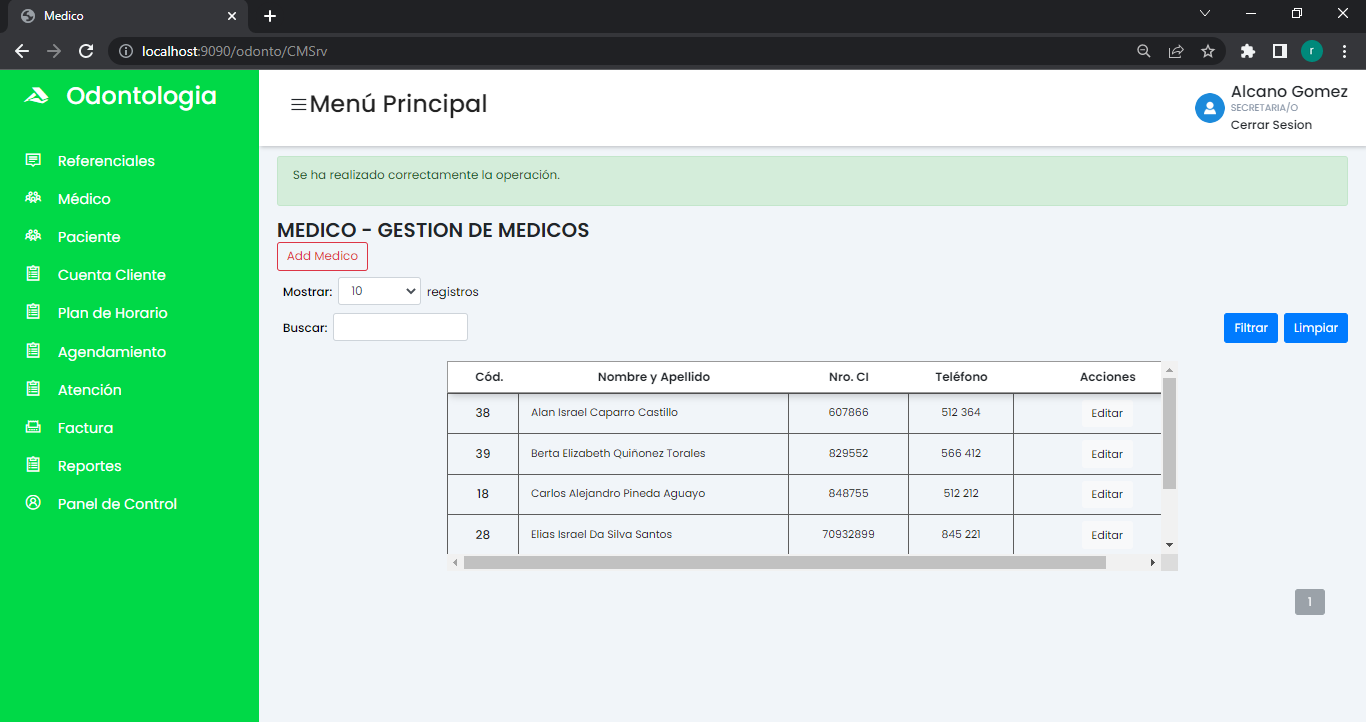 Medico
localhost:9090/odonto/CMSrv
r
Odontologia
Referenciales
Médico
Paciente
Cuenta Cliente
Plan de Horario
Agendamiento
Atención
Factura
Reportes
Panel de Control
Menú Principal
Alcano Gomez
SECRETARIA/O
Cerrar Sesion
Se ha realizado correctamente la operación.
MEDICO - GESTION DE MEDICOS
Add Medico
Mostrar: 10 registros
Buscar: Filtrar Limpiar
Cód. Nombre y Apellido Nro. CI Teléfono Acciones
38 Alan Israel Caparro Castillo 607866 512 364 Editar
39 Berta Elizabeth Quiñonez Torales 829552 566 412 Editar
18 Carlos Alejandro Pineda Aguayo 848755 512 212 Editar
28 Elias Israel Da Silva Santos 70932899 845 221 Editar
1